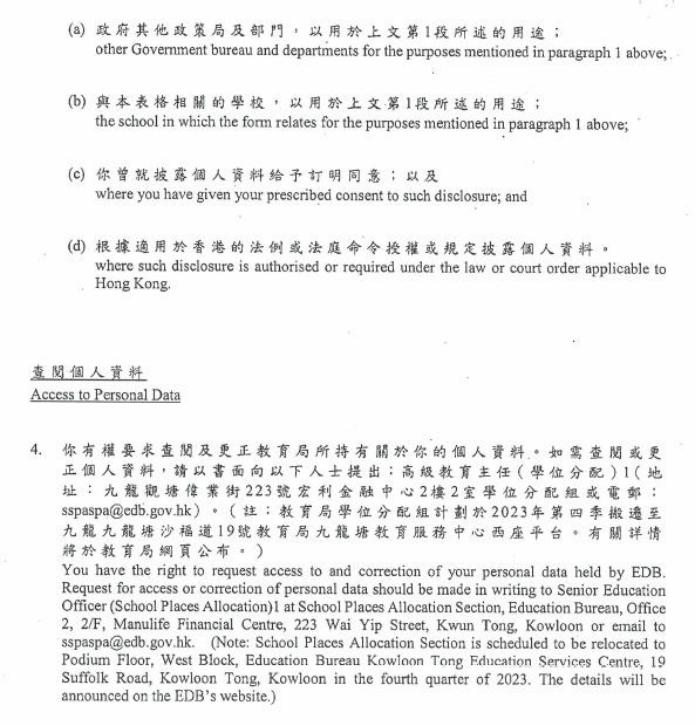 (a) 政府其他政策局及部門，以用於上文第1段所述的用途；
other Government bureau and departments for the purposes mentioned in paragraph 1 above;
(b) 與本表格相關的學校，以用於上文第1段所述的用途；
the school in which the form relates for the purposes mentioned in paragraph 1 above;
(c) 你曾就披露個人資料給予訂明同意；以及
where you have given your prescribed consent to such disclosure; and
(d) 根據適用於香港的法例或法庭命令授權或規定披露個人資料。
where such disclosure is authorised or required under the law or court order applicable to
Hong Kong.
查閱個人資料
Access to Personal Data
4. 你有權要求查閱及更正教育局所持有關於你的個人資料。如需查閱或更
正個人資料，請以書面向以下人士提出：高級教育主任(學位分配)1(地
址：九龍觀塘偉業街223號宏利金融中心2樓2室學位分配組或電郵：
sspaspa@edb.gov.hk)。(註：教育局學位分配組計劃於2023年第四季搬遷至
九龍九龍塘沙福道19號教育局九龍塘教育服務中心西座平台。有關詳情
將於教育局網頁公布。)
You have the right to request access to and correction of your personal data held by EDB.
Request for access or correction of personal data should be made in writing to Senior Education
Officer (School Places Allocation)1 at School Places Allocation Section, Education Bureau, Office
2, 2/F, Manulife Financial Centre, 223 Wai Yip Street, Kwun Tong, Kowloon or email to
sspaspa@edb.gov.hk. (Note: School Places Allocation Section is scheduled to be relocated to
Podium Floor, West Block, Education Bureau Kowloon Tong Education Services Centre, 19
Suffolk Road, Kowloon Tong, Kowloon in the fourth quarter of 2023. The details will be
announced on the EDB's website.)